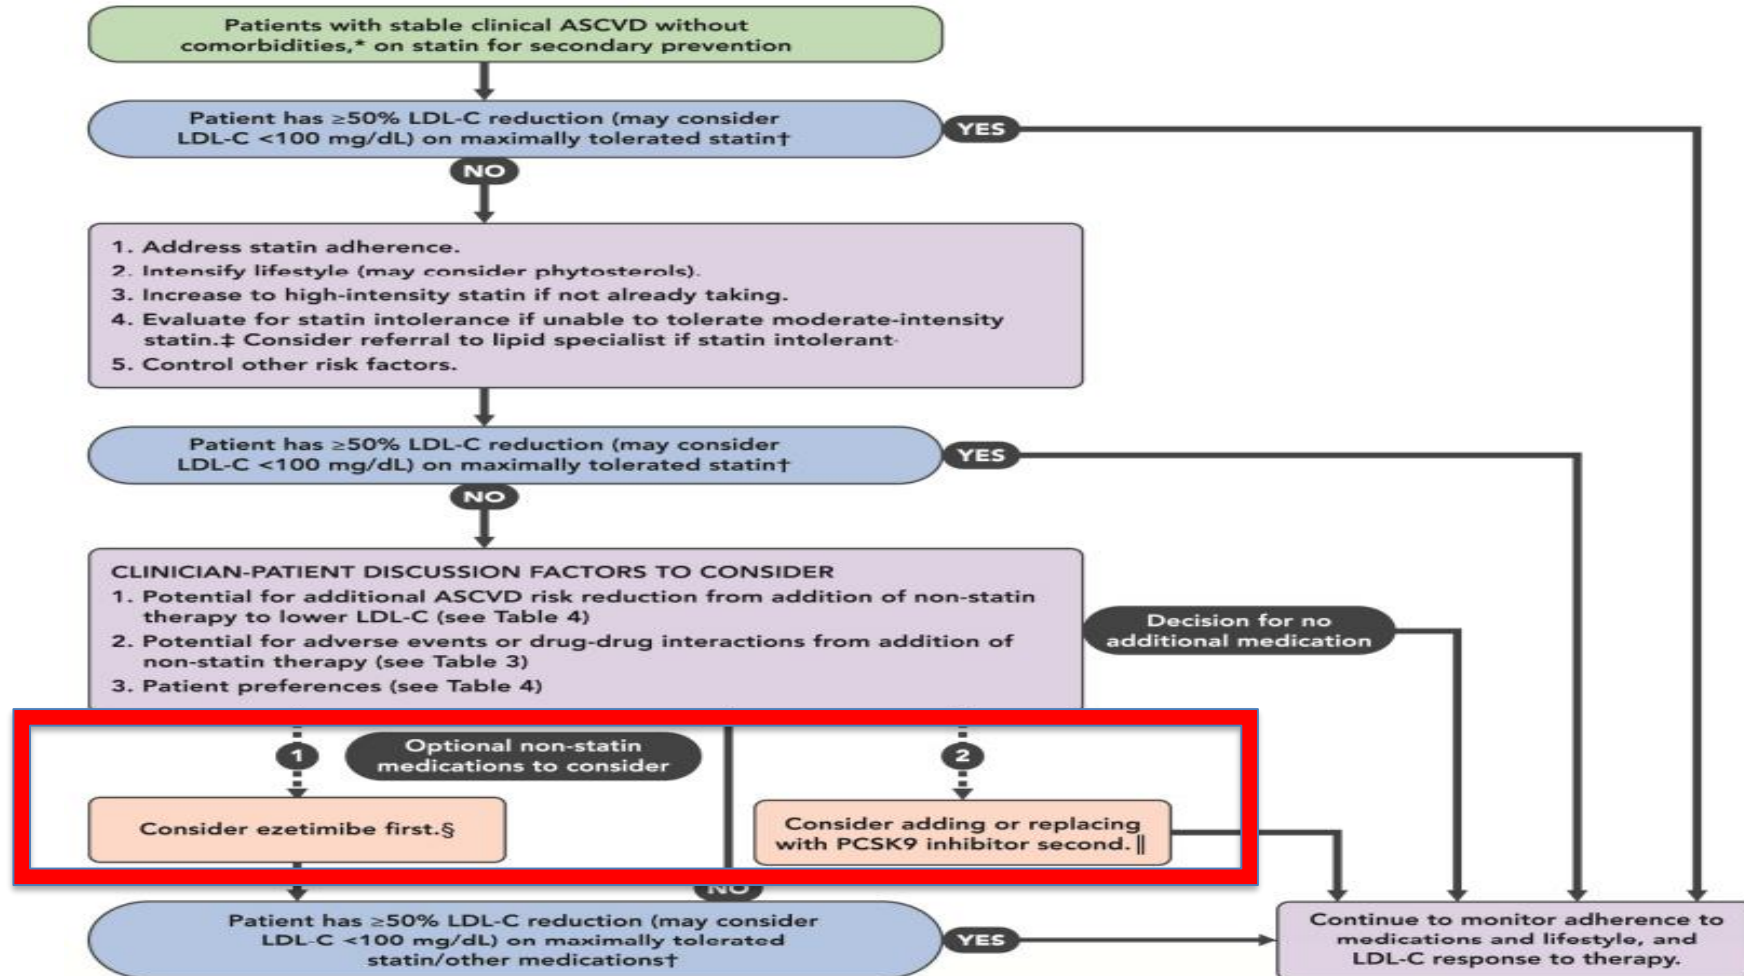 Patients with stable clinical ASCVD without
comorbidities,* on statin for secondary prevention
Patient has ≥50% LDL-C reduction (may consider
LDL-C <100 mg/dL) on maximally tolerated statin†
YES
NO
1. Address statin adherence.
2. Intensify lifestyle (may consider phytosterols).
3. Increase to high-intensity statin if not already taking.
4. Evaluate for statin intolerance if unable to tolerate moderate-intensity
statin.‡ Consider referral to lipid specialist if statin intolerant.
5. Control other risk factors.
Patient has ≥50% LDL-C reduction (may consider
LDL-C <100 mg/dL) on maximally tolerated statin†
YES
NO
CLINICIAN-PATIENT DISCUSSION FACTORS TO CONSIDER
1. Potential for additional ASCVD risk reduction from addition of non-statin
therapy to lower LDL-C (see Table 4)
2. Potential for adverse events or drug-drug interactions from addition of
non-statin therapy (see Table 3)
3. Patient preferences (see Table 4)
Decision for no
additional medication
1
Optional non-statin
medications to consider
2
Consider ezetimibe first.§
Consider adding or replacing
with PCSK9 inhibitor second.‖
NO
Patient has ≥50% LDL-C reduction (may consider
LDL-C <100 mg/dL) on maximally tolerated
statin/other medications†
YES
Continue to monitor adherence to
medications and lifestyle, and
LDL-C response to therapy.